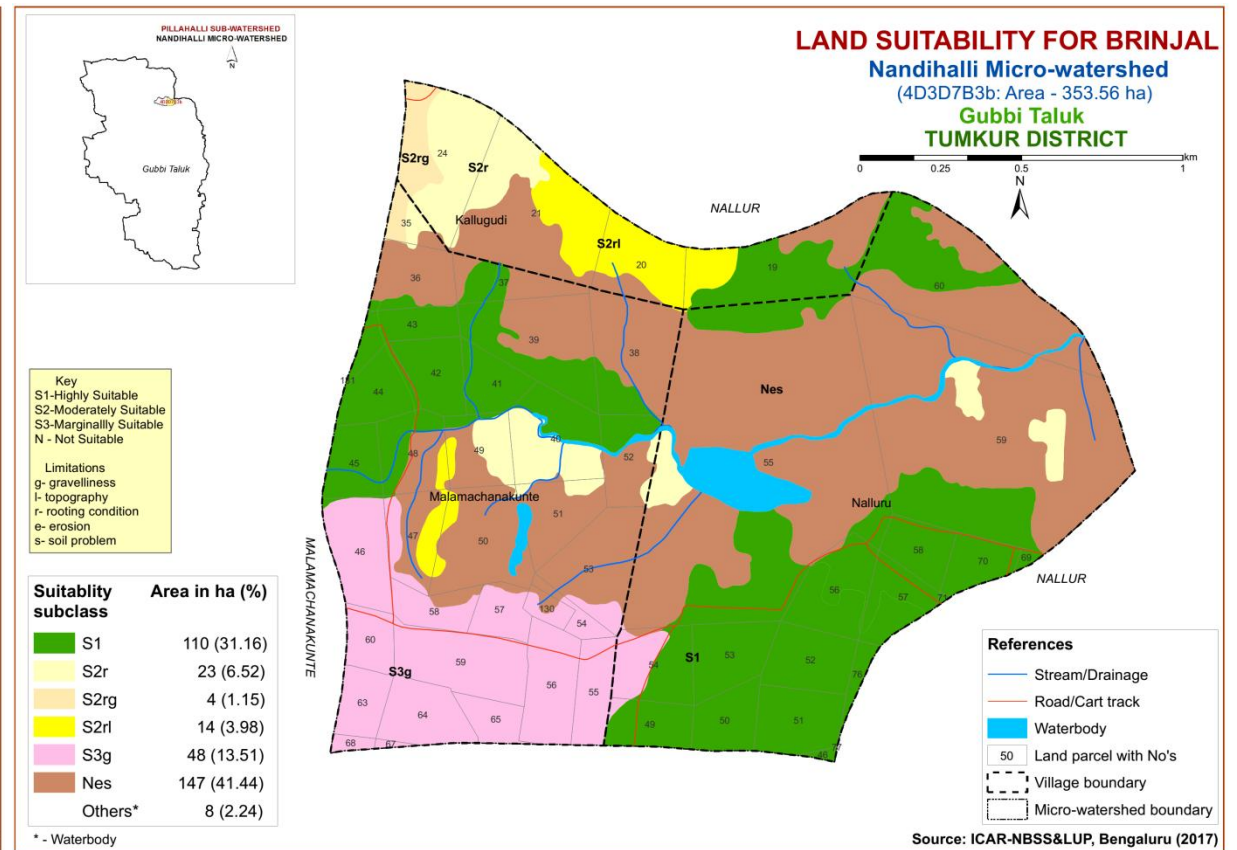 PILLAHALLI SUB-WATERSHED
NANDIHALLI MICRO-WATERSHED
N
Gubbi Taluk
LAND SUITABILITY FOR BRINJAL
Nandihalli Micro-watershed
(4D3D7B3b: Area - 353.56 ha)
Gubbi Taluk
TUMKUR DISTRICT
km
0 0.25 0.5 1
N
S2rg
24
S2r
35
Kallugudi
21
NALLUR
S2rl
20
19
60
36
37
43
39
38
42
41
44
Nes
59
45
48
49
40
52
55
Malamachanakunte
Nalluru
51
50
47
46
53
58
70
69
NALLUR
MALAMACHANAKUNTE
58
57
130
54
56
57
71
60
59
S3g
54
S1
53
52
76
56
55
63
64
65
49
50
51
68
67
46
Key
S1-Highly Suitable
S2-Moderately Suitable
S3-Marginallly Suitable
N - Not Suitable
Limitations
g- gravelliness
l- topography
r- rooting condition
e- erosion
s- soil problem
Suitablity subclass Area in ha (%)
S1 110 (31.16)
S2r 23 (6.52)
S2rg 4 (1.15)
S2rl 14 (3.98)
S3g 48 (13.51)
Nes 147 (41.44)
Others* 8 (2.24)
* - Waterbody
References
Stream/Drainage
Road/Cart track
Waterbody
50 Land parcel with No's
Village boundary
Micro-watershed boundary
Source: ICAR-NBSS&LUP, Bengaluru (2017)